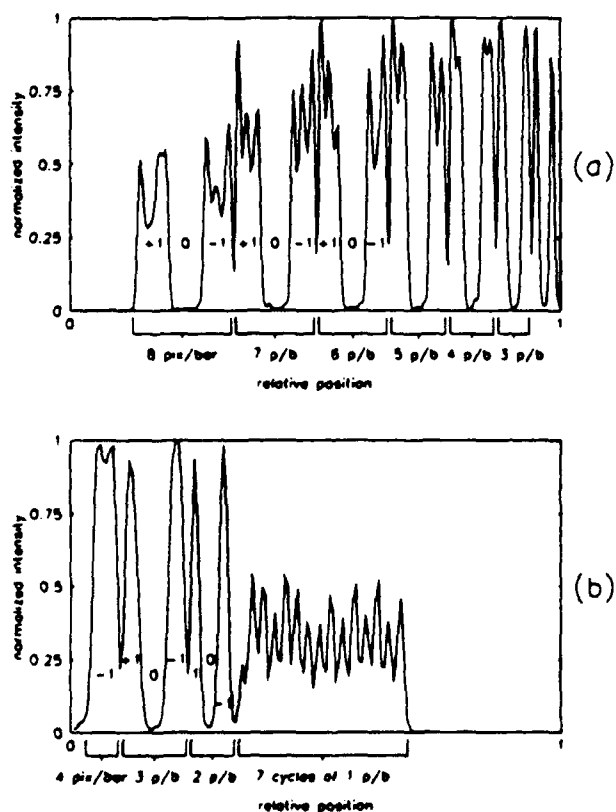 1
0.75
0.5
0.25
0
normalized intensity
+1 0 -1 +1 0 -1 +1 0 -1
0 1
8 pix/bar 7 p/b 6 p/b 5 p/b 4 p/b 3 p/b
relative position
(a)
1
0.75
0.5
0.25
0
normalized intensity
-1 +1 0 -1 1 0 -1
0 1
4 pix/bar 3 p/b 2 p/b 7 cycles of 1 p/b
relative position
(b)